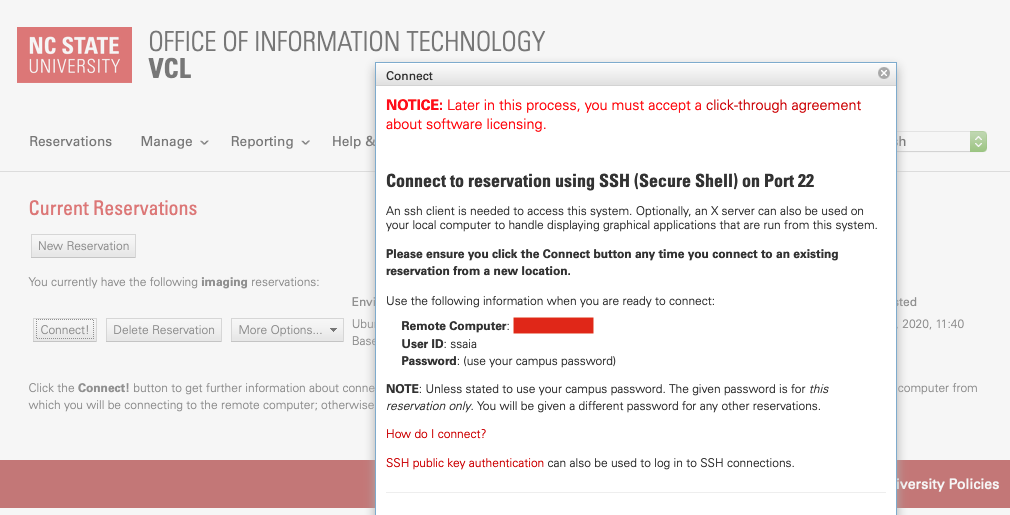 NC STATE
UNIVERSITY
OFFICE OF INFORMATION TECHNOLOGY
VCL
Reservations Manage Reporting Help &
Current Reservations
New Reservation
You currently have the following imaging reservations:
Envi
Connect! Delete Reservation More Options... Ubu
Base
2020, 11:40
Click the Connect! button to get further information about conne
computer from
which you will be connecting to the remote computer; otherwise
Connect
NOTICE: Later in this process, you must accept a click-through agreement
about software licensing.
Connect to reservation using SSH (Secure Shell) on Port 22
An ssh client is needed to access this system. Optionally, an X server can also be used on
your local computer to handle displaying graphical applications that are run from this system.
Please ensure you click the Connect button any time you connect to an existing
reservation from a new location.
Use the following information when you are ready to connect:
Remote Computer:
User ID: ssaia
Password: (use your campus password)
NOTE: Unless stated to use your campus password. The given password is for this
reservation only. You will be given a different password for any other reservations.
How do I connect?
SSH public key authentication can also be used to log in to SSH connections.
iversity Policies